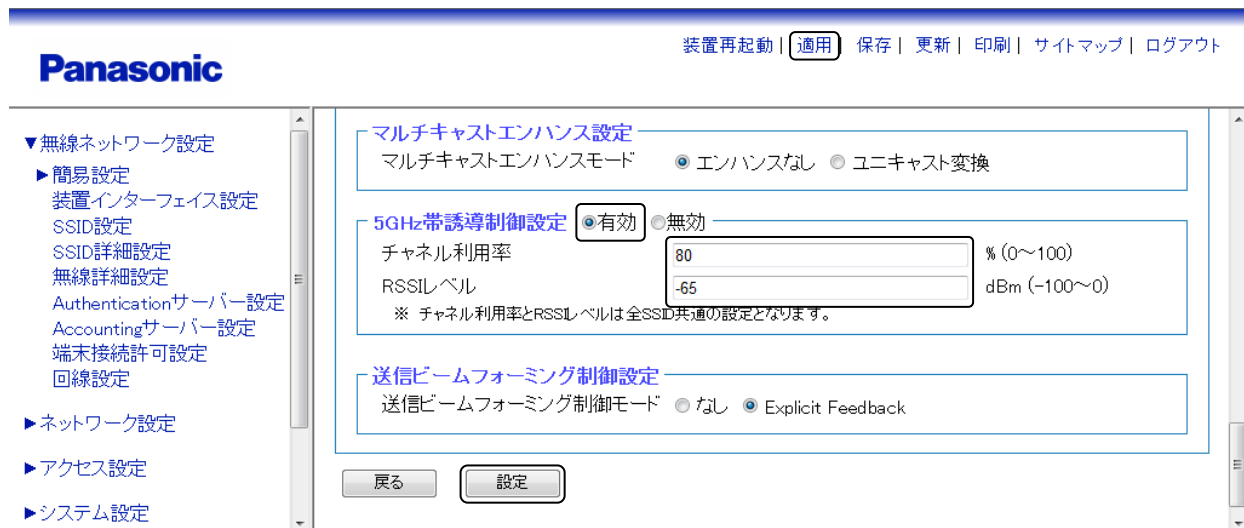 装置再起動 | 適用 | 保存 | 更新 | 印刷 | サイトマップ | ログアウト
Panasonic
▼無線ネットワーク設定
▶簡易設定
装置インターフェイス設定
SSID設定
SSID詳細設定
無線詳細設定
Authenticationサーバー設定
Accountingサーバー設定
端末接続許可設定
回線設定
▶ネットワーク設定
▶アクセス設定
▶システム設定
マルチキャストエンハンス設定
マルチキャストエンハンスモード エンハンスなし ユニキャスト変換
5GHz帯誘導制御設定 有効 無効
チャネル利用率 80 % (0～100)
RSSIレベル -65 dBm (-100～0)
※ チャネル利用率とRSSIレベルは全SSID共通の設定となります。
送信ビームフォーミング制御設定
送信ビームフォーミング制御モード なし Explicit Feedback
戻る 設定